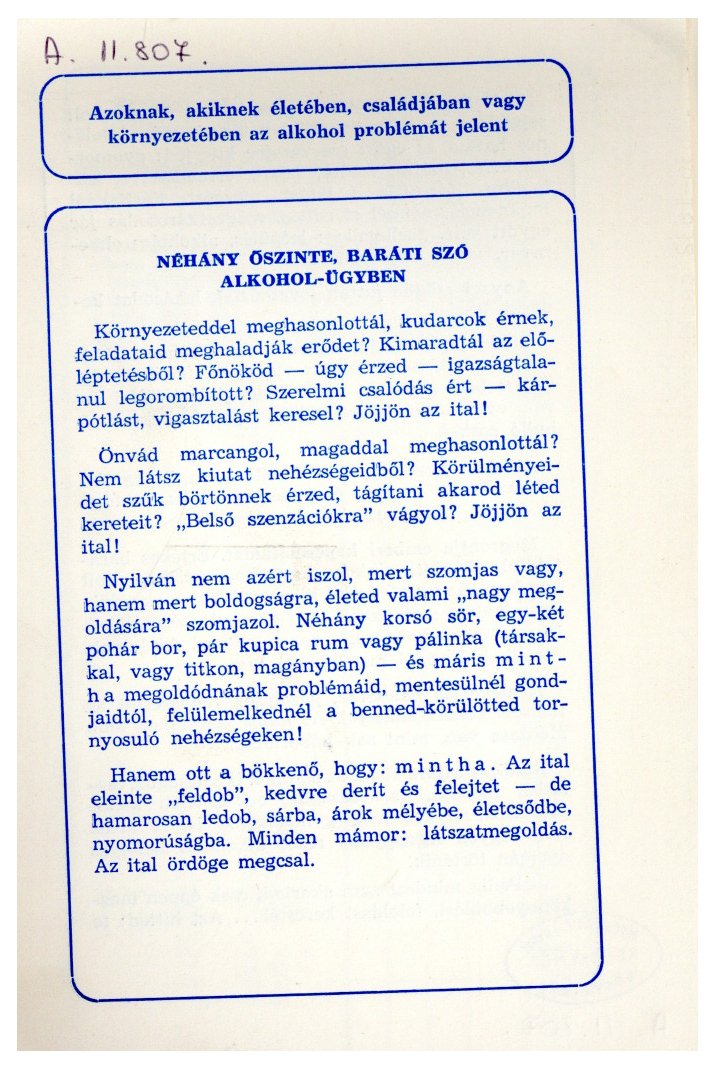 A. 11.807.
Azoknak, akiknek életében, családjában vagy
környezetében az alkohol problémát jelent
NÉHÁNY ŐSZINTE, BARÁTI SZÓ
ALKOHOL-ÜGYBEN
Környezeteddel meghasonlottál, kudarcok érnek,
feladataid meghaladják erődet? Kimaradtál az elő-
léptetésből? Főnököd — úgy érzed — igazságtala-
nul legorombított? Szerelmi csalódás ért — kár-
pótlást, vigasztalást keresel? Jöjjön az ital!
Önvád marcangol, magaddal meghasonlottál?
Nem látsz kiutat nehézségeidből? Körülményei-
det szűk börtönnek érzed, tágítani akarod léted
kereteit? „Belső szenzációkra” vágyol? Jöjjön az
ital!
Nyilván nem azért iszol, mert szomjas vagy,
hanem mert boldogságra, életed valami „nagy meg-
oldására” szomjazol. Néhány korsó sör, egy-két
pohár bor, pár kupica rum vagy pálinka (társak-
kal, vagy titkon, magányban) — és máris mint-
ha megoldódnának problémáid, mentesülnél gond-
jaidtól, felülemelkednél a benned-körülötted tor-
nyosuló nehézségeken!
Hanem ott a bökkenő, hogy: mintha. Az ital
eleinte „feldob”, kedvre derít és felejtet — de
hamarosan ledob, sárba, árok mélyébe, életcsődbe,
nyomorúságba. Minden mámor: látszatmegoldás.
Az ital ördöge megcsal.